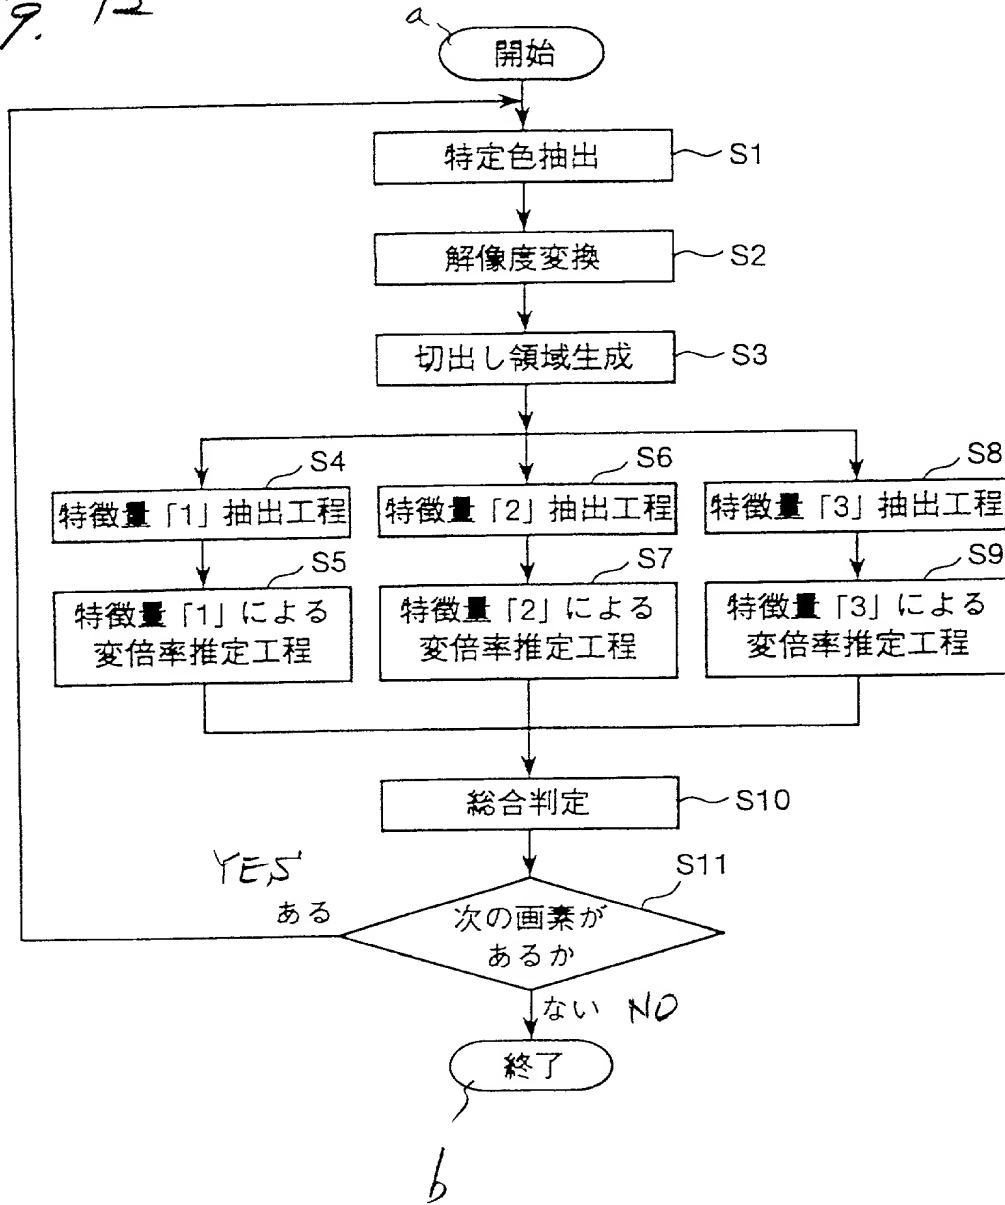 a
開始
特定色抽出
S1
解像度変換
S2
切出し領域生成
S3
S4
特徴量「1」抽出工程
S6
特徴量「2」抽出工程
S8
特徴量「3」抽出工程
S5
特徴量「1」による
変倍率推定工程
S7
特徴量「2」による
変倍率推定工程
S9
特徴量「3」による
変倍率推定工程
総合判定
S10
S11
次の画素が
あるか
YES
ある
ない NO
終了
b